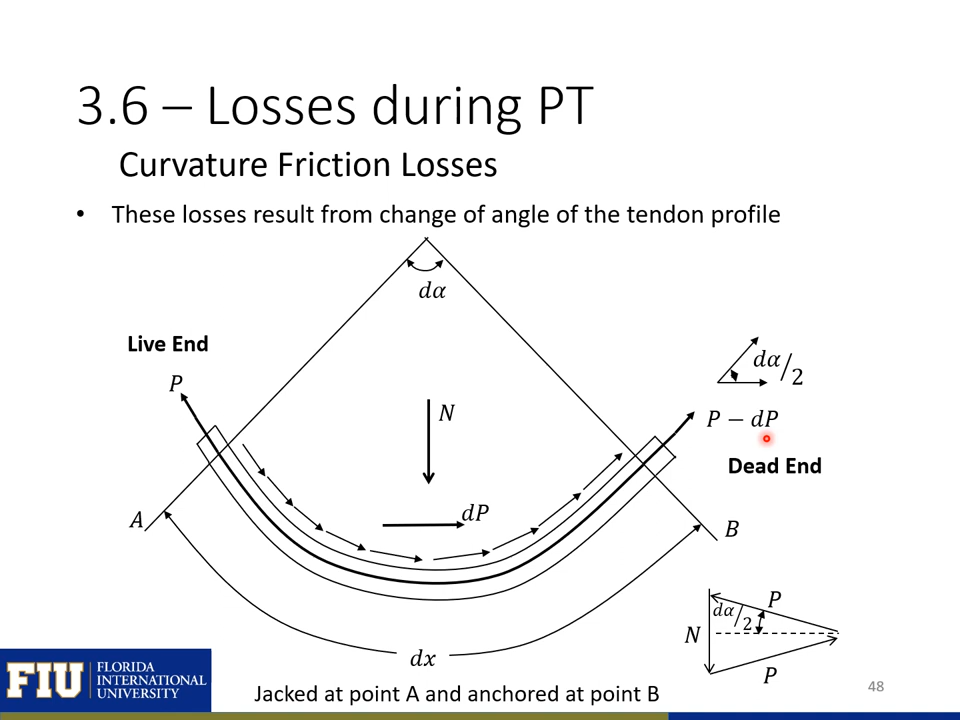 3.6 – Losses during PT
Curvature Friction Losses
• These losses result from change of angle of the tendon profile
dα
Live End
P
N
dα/2
P − dP
Dead End
dP
A
B
dx
P
dα/2
N
P
FIU
FLORIDA
INTERNATIONAL
UNIVERSITY
Jacked at point A and anchored at point B
48